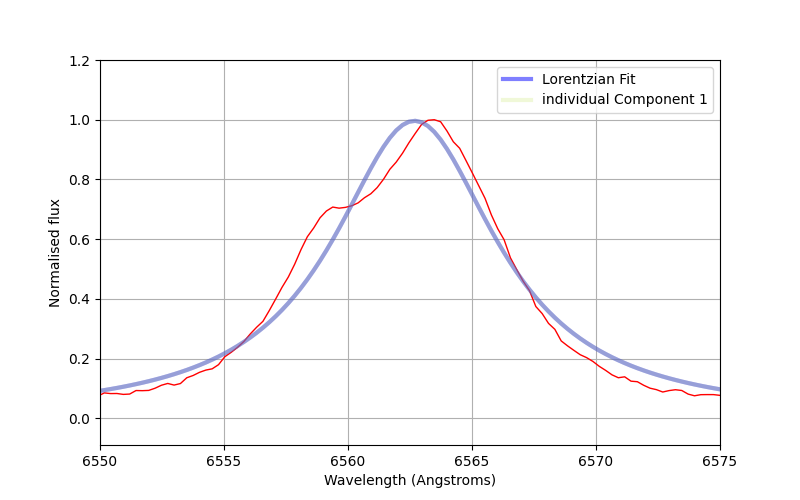 1.2
1.0
0.8
0.6
0.4
0.2
0.0
Normalised flux
Lorentzian Fit
individual Component 1
6550 6555 6560 6565 6570 6575
Wavelength (Angstroms)